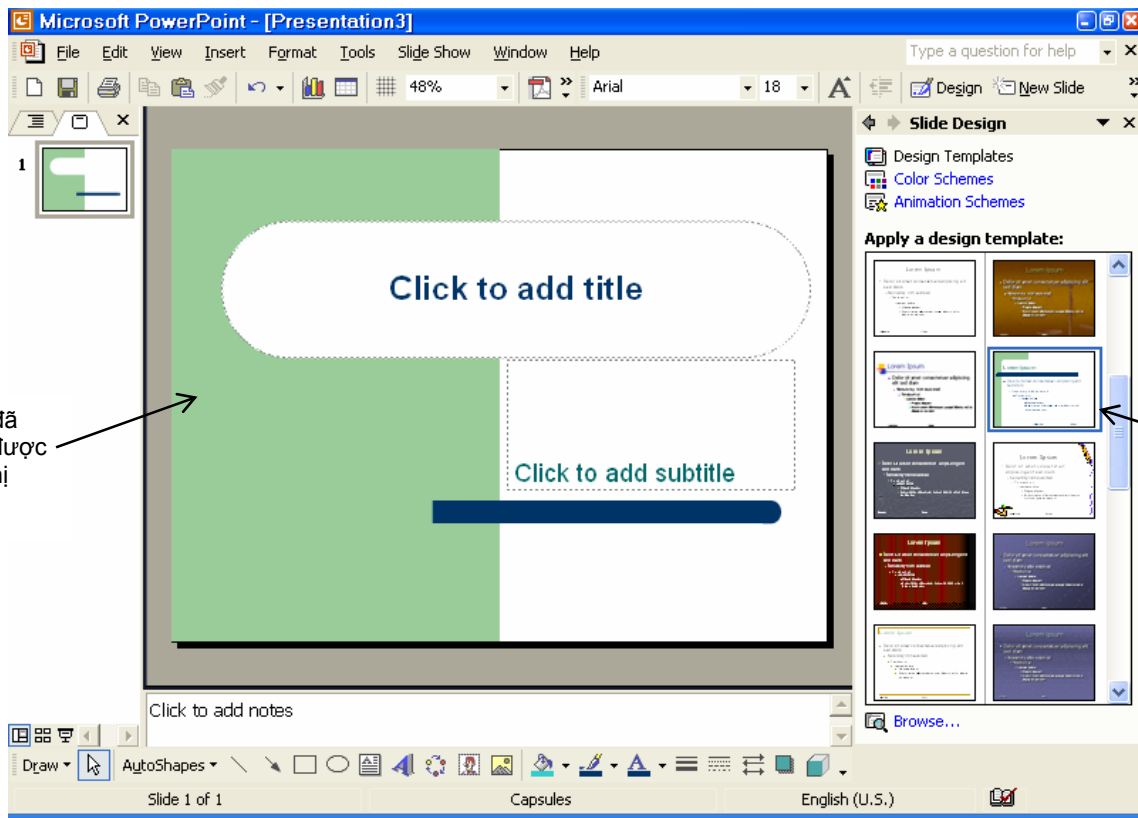 Microsoft PowerPoint - [Presentation3]
File Edit View Insert Format Tools Slide Show Window Help Type a question for help
48% Arial 18 Design New Slide
Slide Design
1
Design Templates
Color Schemes
Animation Schemes
Apply a design template:
Click to add title
Click to add subtitle
đã
được
ị
Click to add notes
Browse...
Draw AutoShapes
Slide 1 of 1 Capsules English (U.S.)